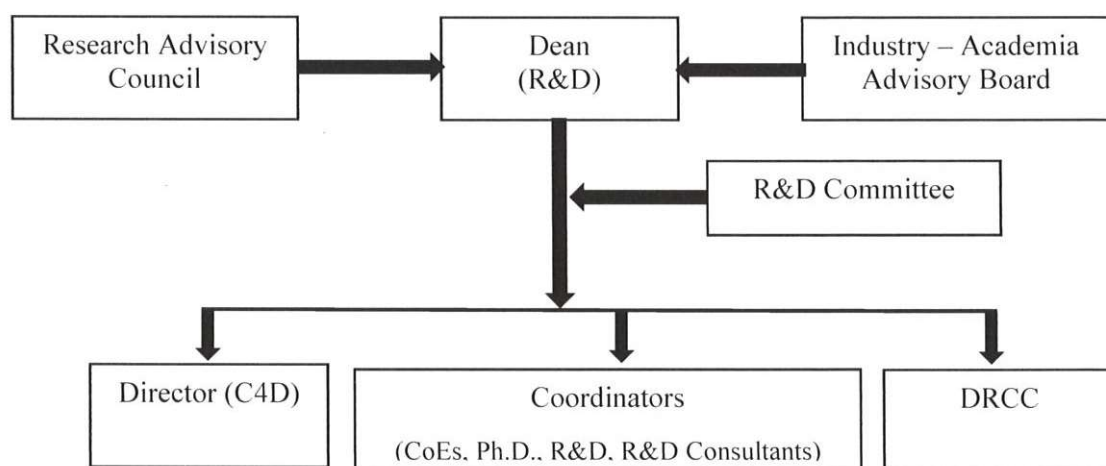 Research Advisory
Council
Dean
(R&D)
Industry – Academia
Advisory Board
R&D Committee
Director (C4D)
Coordinators
(CoEs, Ph.D., R&D, R&D Consultants)
DRCC